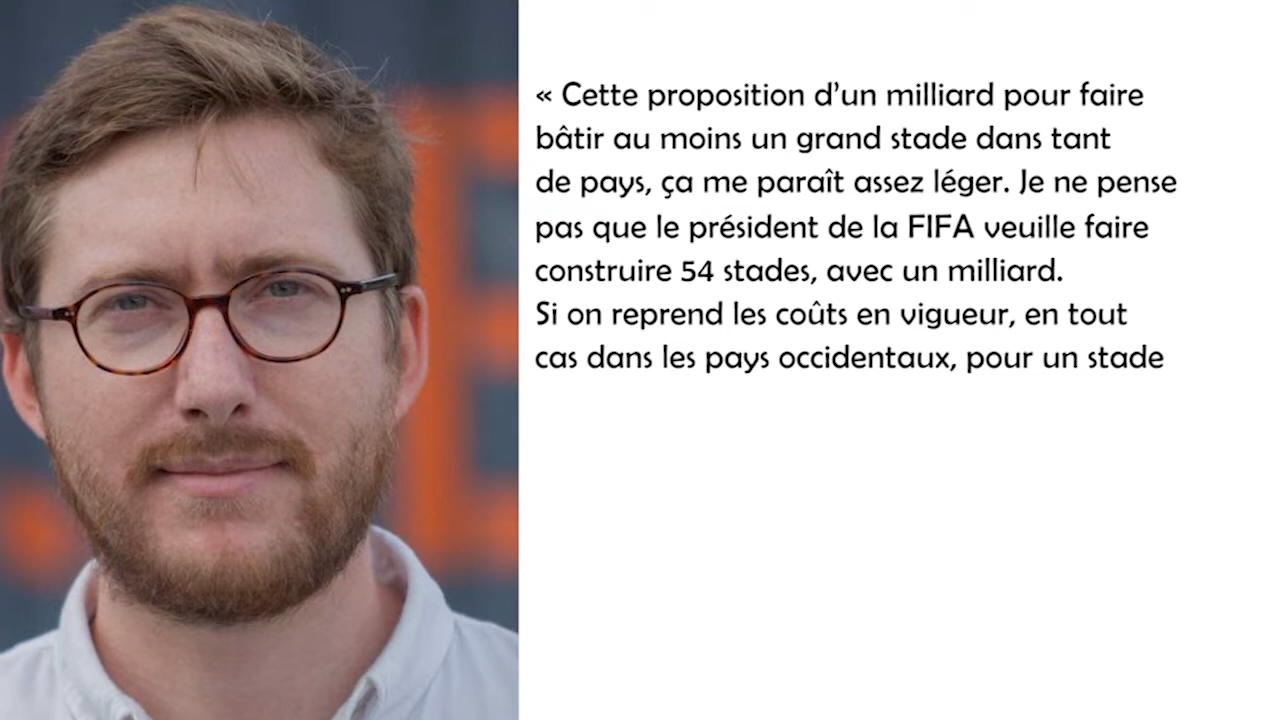 « Cette proposition d’un milliard pour faire
bâtir au moins un grand stade dans tant
de pays, ça me paraît assez léger. Je ne pense
pas que le président de la FIFA veuille faire
construire 54 stades, avec un milliard.
Si on reprend les coûts en vigueur, en tout
cas dans les pays occidentaux, pour un stade